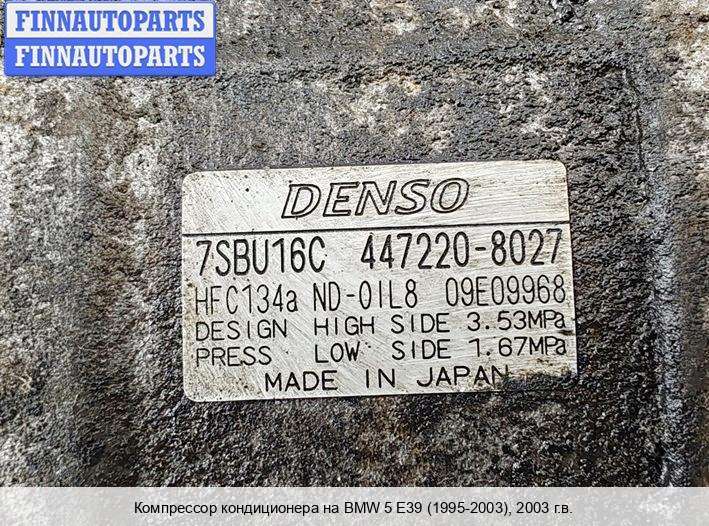 FINNAUTOPARTS
FINNAUTOPARTS
DENSO
7SBU16C 447220-8027
HFC134a ND-OIL8 09E09968
DESIGN HIGH SIDE 3.53MPa
PRESS LOW SIDE 1.67MPa
MADE IN JAPAN
Компрессор кондиционера на BMW 5 E39 (1995-2003), 2003 г.в.